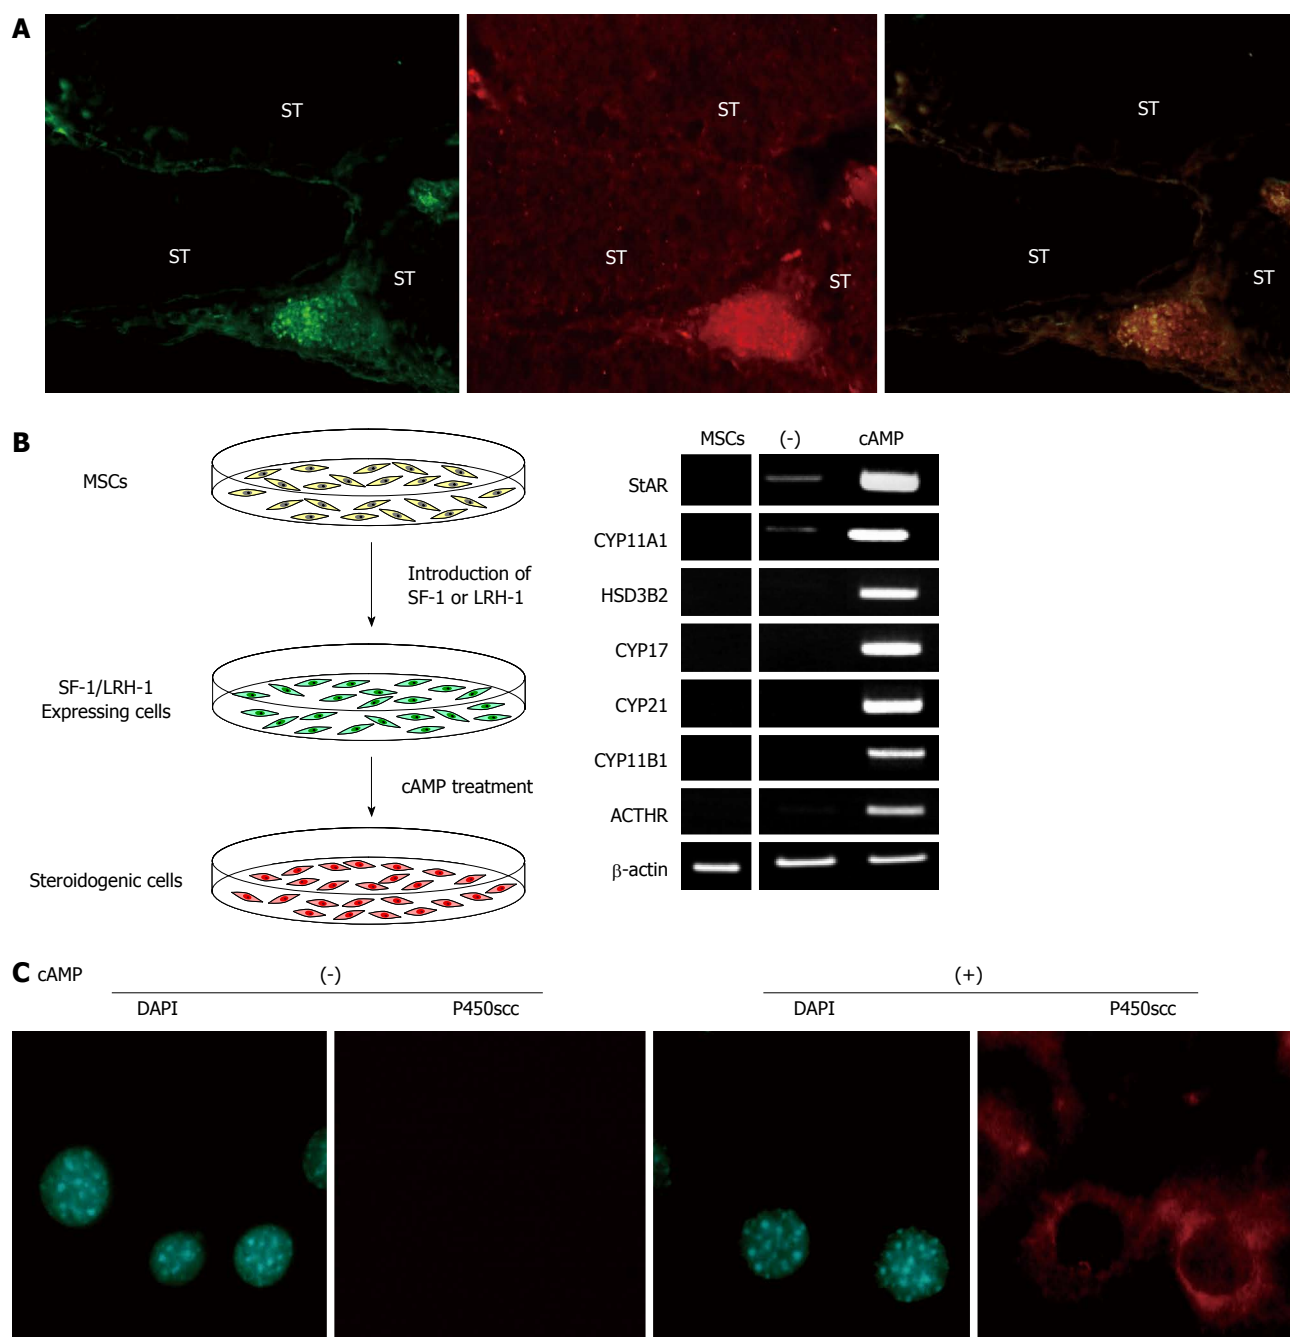 A
ST
ST
ST
ST
ST
ST
ST
ST
ST
B
MSCs
Introduction of
SF-1 or LRH-1
SF-1/LRH-1
Expressing cells
cAMP treatment
Steroidogenic cells
MSCs (-) cAMP
StAR
CYP11A1
HSD3B2
CYP17
CYP21
CYP11B1
ACTHR
β-actin
C cAMP (-) (+)
DAPI P450scc DAPI P450scc